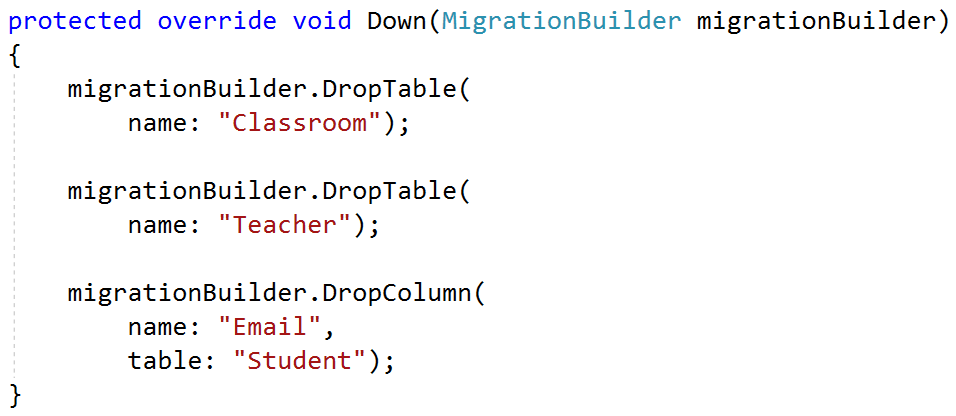 protected override void Down(MigrationBuilder migrationBuilder)
{
    migrationBuilder.DropTable(
        name: "Classroom");

    migrationBuilder.DropTable(
        name: "Teacher");

    migrationBuilder.DropColumn(
        name: "Email",
        table: "Student");
}